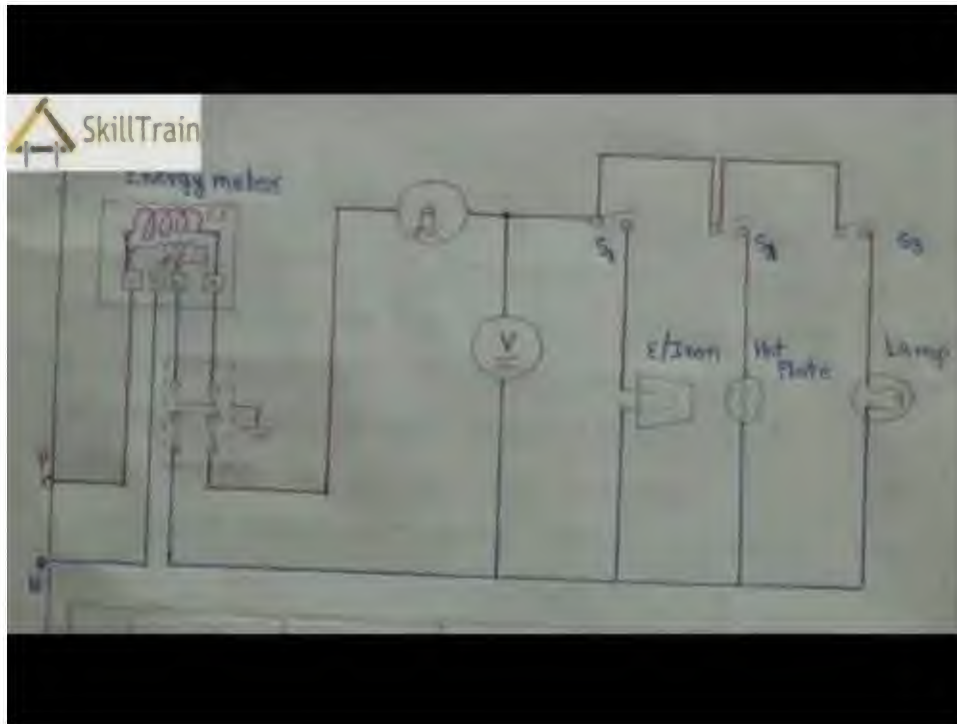 SkillTrain
Energy meter
A
V
S1
S2
S3
E/Iron
Hot
Plate
Lamp
P
N